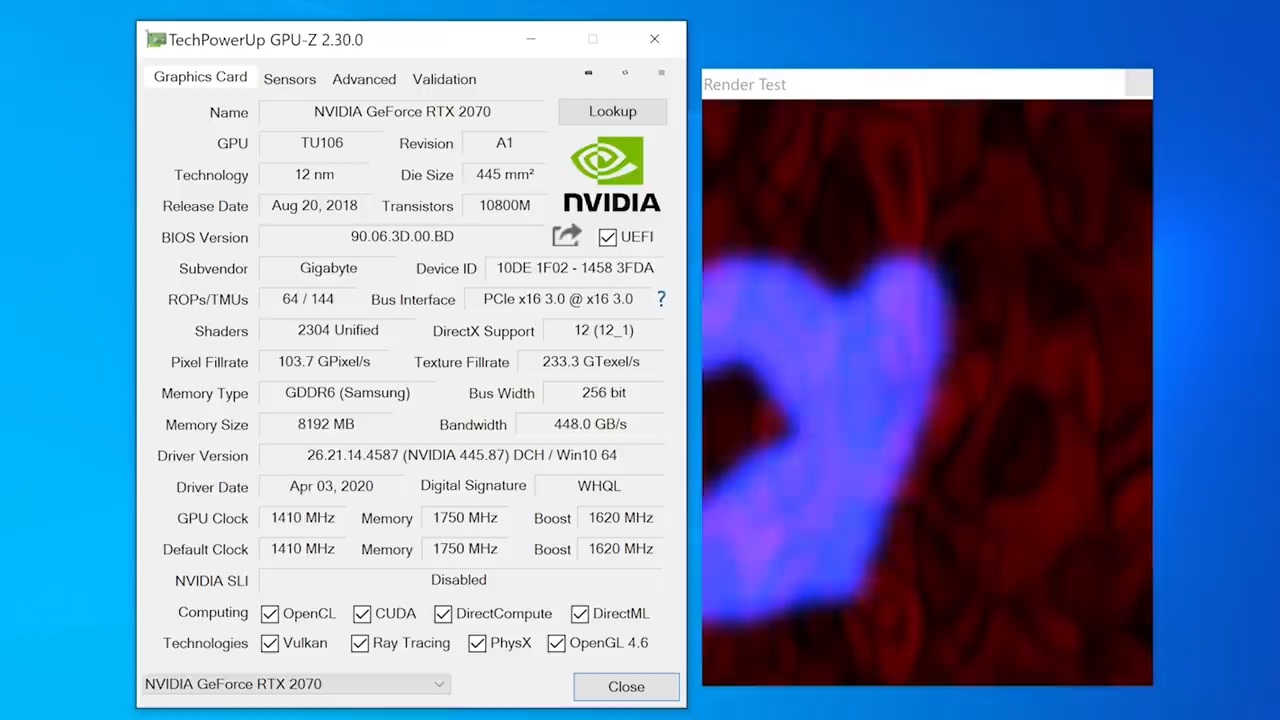 TechPowerUp GPU-Z 2.30.0
Graphics Card Sensors Advanced Validation
Name NVIDIA GeForce RTX 2070 Lookup
GPU TU106 Revision A1
Technology 12 nm Die Size 445 mm²
Release Date Aug 20, 2018 Transistors 10800M
NVIDIA
BIOS Version 90.06.3D.00.BD UEFI
Subvendor Gigabyte Device ID 10DE 1F02 - 1458 3FDA
ROPs/TMUs 64 / 144 Bus Interface PCIe x16 3.0 @ x16 3.0 ?
Shaders 2304 Unified DirectX Support 12 (12_1)
Pixel Fillrate 103.7 GPixel/s Texture Fillrate 233.3 GTexel/s
Memory Type GDDR6 (Samsung) Bus Width 256 bit
Memory Size 8192 MB Bandwidth 448.0 GB/s
Driver Version 26.21.14.4587 (NVIDIA 445.87) DCH / Win10 64
Driver Date Apr 03, 2020 Digital Signature WHQL
GPU Clock 1410 MHz Memory 1750 MHz Boost 1620 MHz
Default Clock 1410 MHz Memory 1750 MHz Boost 1620 MHz
NVIDIA SLI Disabled
Computing OpenCL CUDA DirectCompute DirectML
Technologies Vulkan Ray Tracing PhysX OpenGL 4.6
NVIDIA GeForce RTX 2070 Close
Render Test